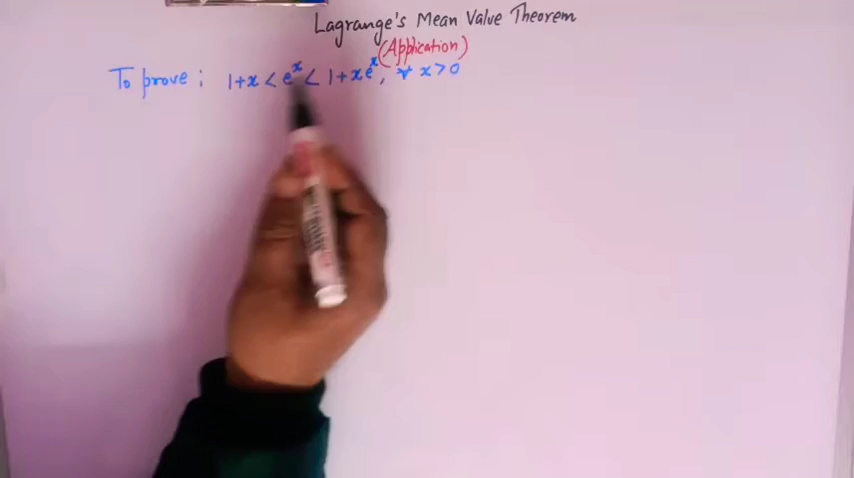 Lagrange's Mean Value Theorem
(Application)
To prove : 1+x < e^x < 1+xe^x, ∀ x>0